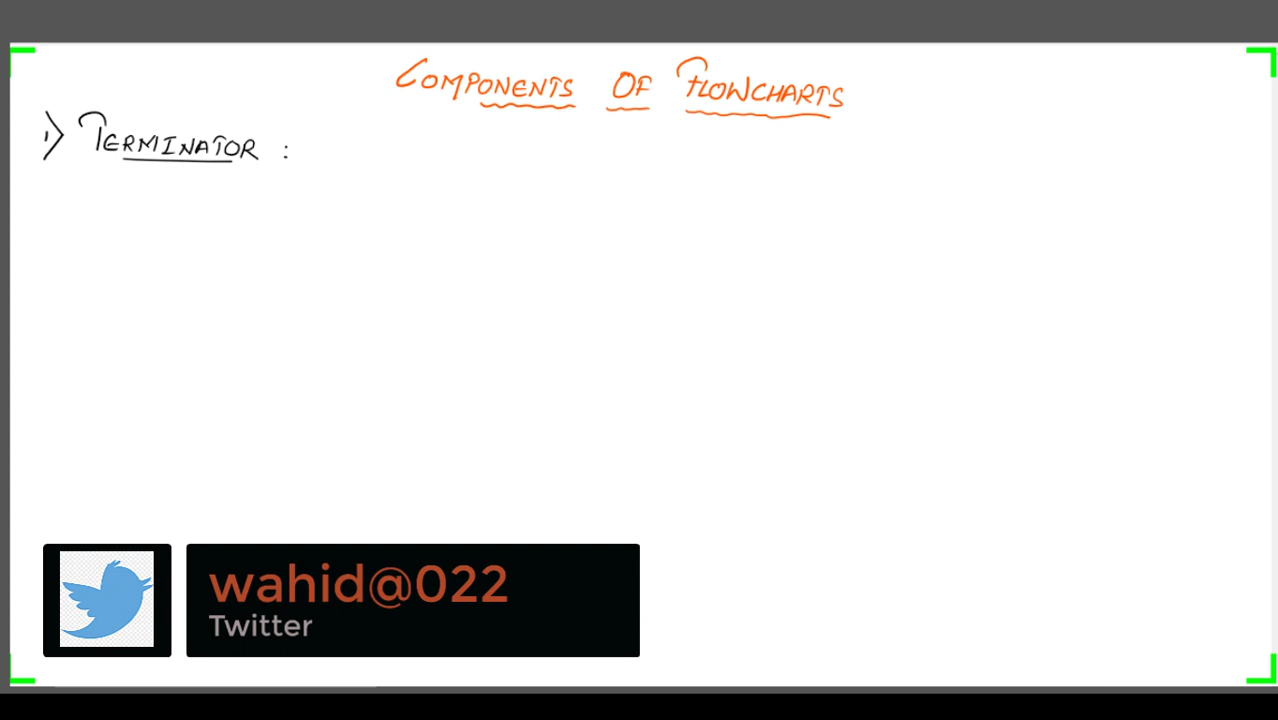 COMPONENTS OF FLOWCHARTS
1) TERMINATOR :
wahid@022
Twitter